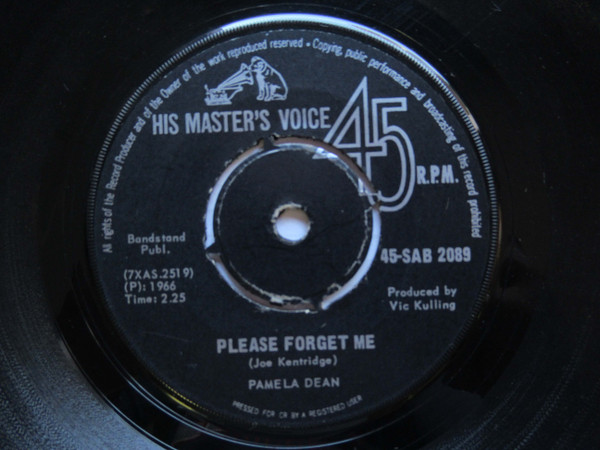 All rights of the Record Producer and of the Owner of the work reproduced reserved • Copying, public performance and broadcasting of this record prohibited
HIS MASTER'S VOICE
45
R.P.M.
Bandstand
Publ.
45-SAB 2089
(7XAS.2519)
(P): 1966
Time: 2.25
Produced by
Vic Kulling
PLEASE FORGET ME
(Joe Kentridge)
PAMELA DEAN
PRESSED FOR OR BY A REGISTERED USER